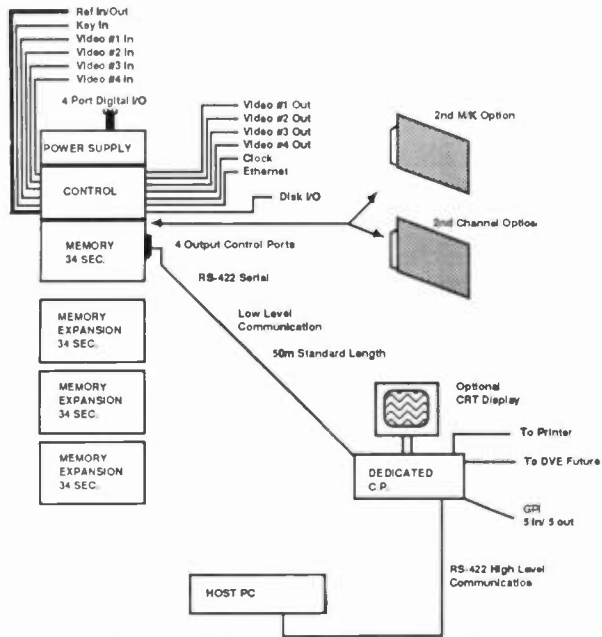 Ref In/Out
Key In
Video #1 In
Video #2 In
Video #3 In
Video #4 In
4 Port Digital I/O
POWER SUPPLY
CONTROL
MEMORY
34 SEC.
Video #1 Out
Video #2 Out
Video #3 Out
Video #4 Out
Clock
Ethernet
Disk I/O
2nd M/K Option
2nd Channel Option
4 Output Control Ports
RS-422 Serial
Low Level
Communication
50m Standard Length
MEMORY
EXPANSION
34 SEC.
MEMORY
EXPANSION
34 SEC.
MEMORY
EXPANSION
34 SEC.
Optional
CRT Display
To Printer
To DVE Future
DEDICATED
C.P.
GPI
5 in/ 5 out
RS-422 High Level
Communication
HOST PC